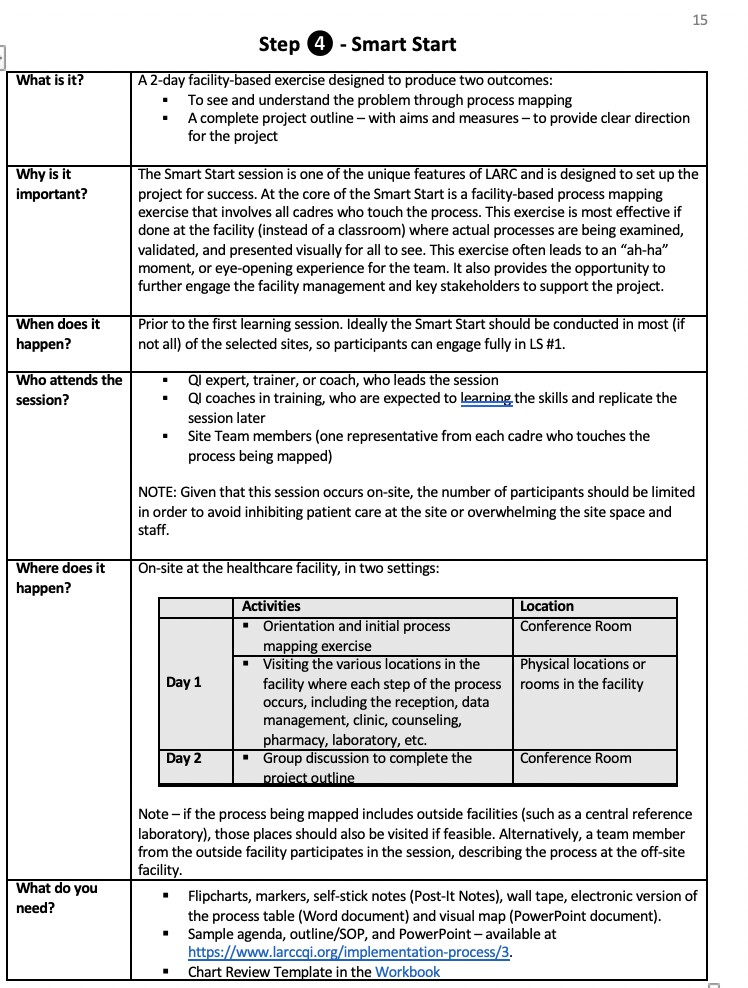 15
Step 4 - Smart Start
What is it?
A 2-day facility-based exercise designed to produce two outcomes:
▪ To see and understand the problem through process mapping
▪ A complete project outline – with aims and measures – to provide clear direction
for the project
Why is it
important?
The Smart Start session is one of the unique features of LARC and is designed to set up the
project for success. At the core of the Smart Start is a facility-based process mapping
exercise that involves all cadres who touch the process. This exercise is most effective if
done at the facility (instead of a classroom) where actual processes are being examined,
validated, and presented visually for all to see. This exercise often leads to an “ah-ha”
moment, or eye-opening experience for the team. It also provides the opportunity to
further engage the facility management and key stakeholders to support the project.
When does it
happen?
Prior to the first learning session. Ideally the Smart Start should be conducted in most (if
not all) of the selected sites, so participants can engage fully in LS #1.
Who attends the
session?
▪ QI expert, trainer, or coach, who leads the session
▪ QI coaches in training, who are expected to learning the skills and replicate the
session later
▪ Site Team members (one representative from each cadre who touches the
process being mapped)
NOTE: Given that this session occurs on-site, the number of participants should be limited
in order to avoid inhibiting patient care at the site or overwhelming the site space and
staff.
Where does it
happen?
On-site at the healthcare facility, in two settings:
Activities
Location
Day 1
▪ Orientation and initial process
mapping exercise
Conference Room
▪ Visiting the various locations in the
facility where each step of the process
occurs, including the reception, data
management, clinic, counseling,
pharmacy, laboratory, etc.
Physical locations or
rooms in the facility
Day 2
▪ Group discussion to complete the
project outline
Conference Room
Note – if the process being mapped includes outside facilities (such as a central reference
laboratory), those places should also be visited if feasible. Alternatively, a team member
from the outside facility participates in the session, describing the process at the off-site
facility.
What do you
need?
▪ Flipcharts, markers, self-stick notes (Post-It Notes), wall tape, electronic version of
the process table (Word document) and visual map (PowerPoint document).
▪ Sample agenda, outline/SOP, and PowerPoint – available at
https://www.larccqi.org/implementation-process/3.
▪ Chart Review Template in the Workbook